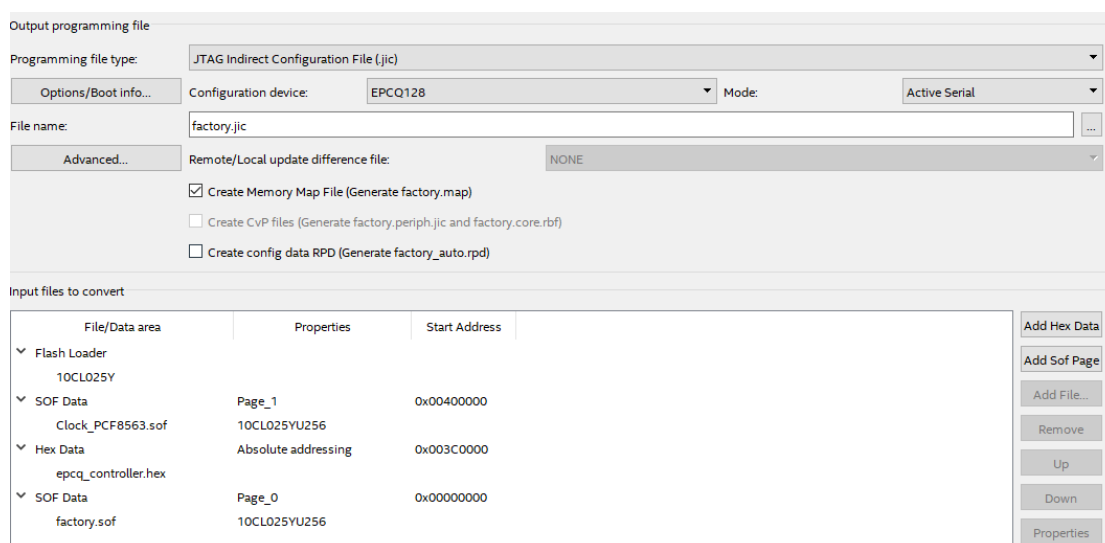 Output programming file
Programming file type: JTAG Indirect Configuration File (.jic)
Options/Boot info... Configuration device: EPCQ128 Mode: Active Serial
File name: factory.jic ...
Advanced... Remote/Local update difference file: NONE
Create Memory Map File (Generate factory.map)
Create CvP files (Generate factory.periph.jic and factory.core.rbf)
Create config data RPD (Generate factory_auto.rpd)
Input files to convert
File/Data area Properties Start Address Add Hex Data
Flash Loader Add Sof Page
10CL025Y
SOF Data Page_1 0x00400000 Add File...
Clock_PCF8563.sof 10CL025YU256 Remove
Hex Data Absolute addressing 0x003C0000
epcq_controller.hex Up
SOF Data Page_0 0x00000000 Down
factory.sof 10CL025YU256 Properties